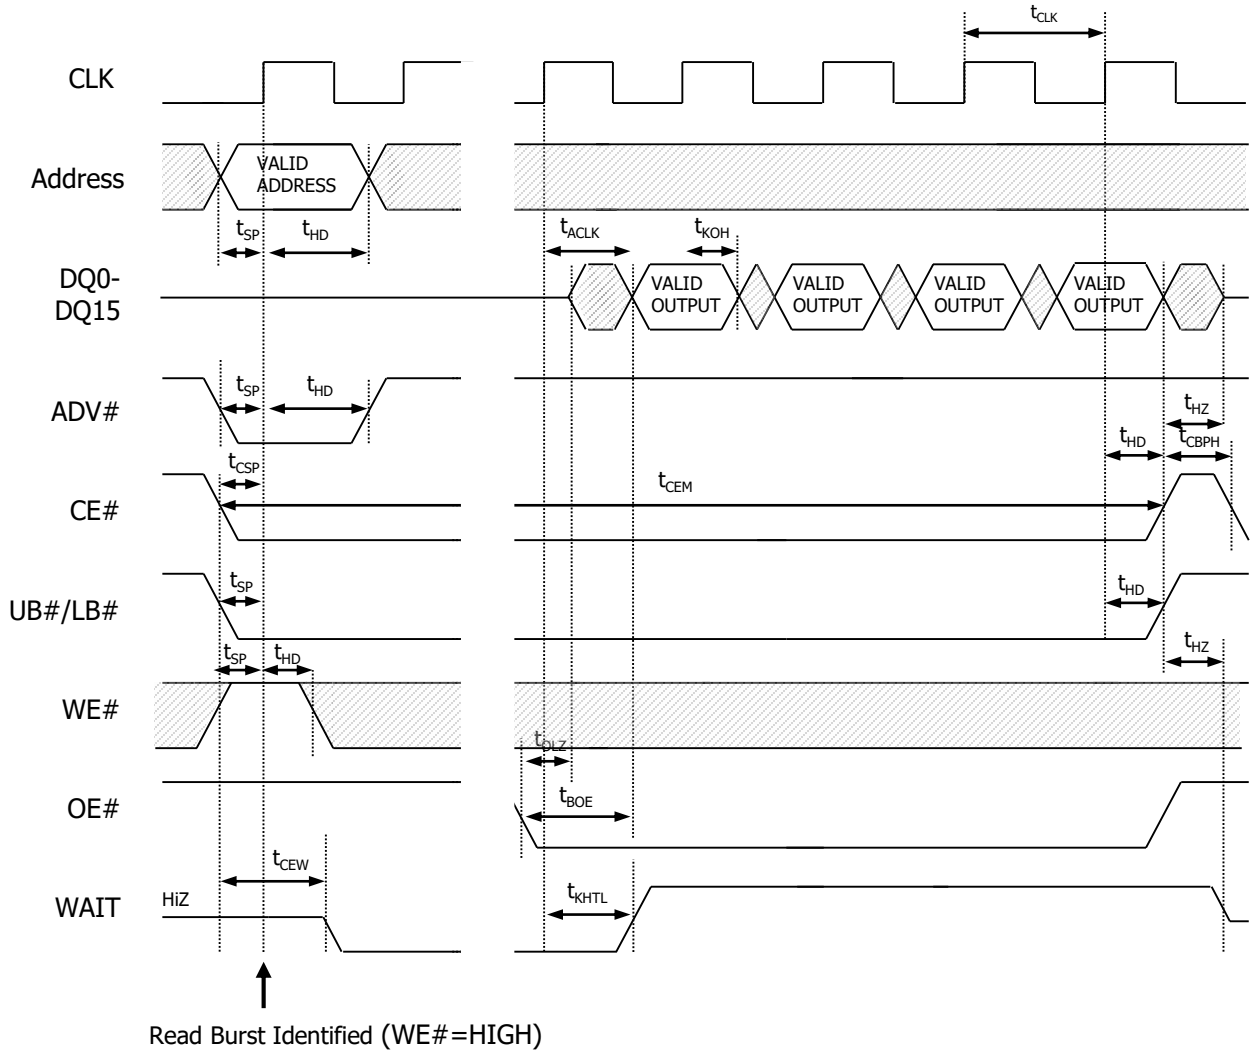 tCLK
CLK
VALID
ADDRESS
Address
tSP tHD tACLK tKOH
DQ0-
DQ15
VALID
OUTPUT
VALID
OUTPUT
VALID
OUTPUT
VALID
OUTPUT
tSP tHD
ADV#
tHZ
tHD tCBPH
tCSP
tCEM
CE#
tSP tHD
UB#/LB#
tSP tHD tHZ
WE#
tOLZ
tBOE
OE#
tCEW
HiZ
WAIT
tKHTL
Read Burst Identified (WE#=HIGH)